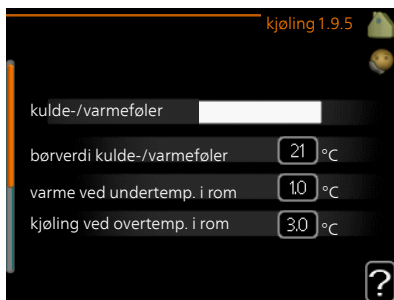 kjøling 1.9.5
kulde-/varmeføler
børverdi kulde-/varmeføler 21 °C
varme ved undertemp. i rom 1.0 °C
kjøling ved overtemp. i rom 3.0 °C
?